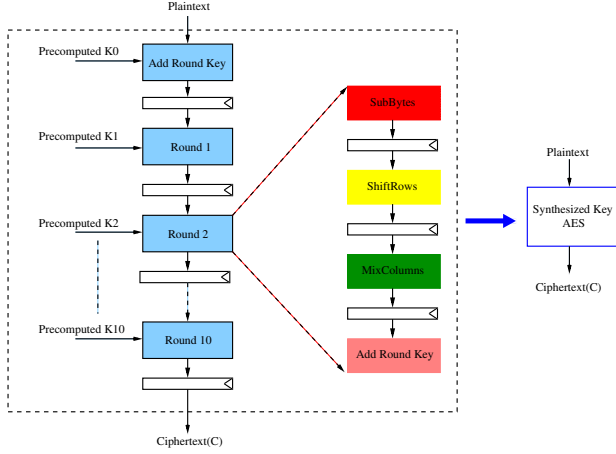 Plaintext
Precomputed K0
Add Round Key
Precomputed K1
Round 1
Precomputed K2
Round 2
Precomputed K10
Round 10
Ciphertext(C)
SubBytes
ShiftRows
MixColumns
Add Round Key
Plaintext
Synthesized Key
AES
Ciphertext(C)